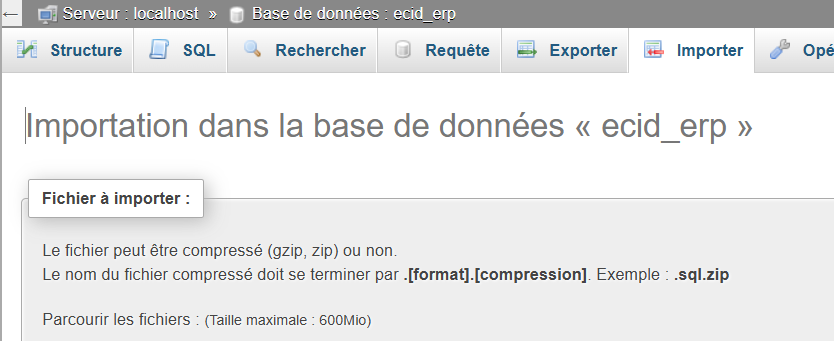 ← Serveur : localhost » Base de données : ecid_erp
Structure SQL Rechercher Requête Exporter Importer Opé
Importation dans la base de données « ecid_erp »
Fichier à importer :
Le fichier peut être compressé (gzip, zip) ou non.
Le nom du fichier compressé doit se terminer par .[format].[compression]. Exemple : .sql.zip
Parcourir les fichiers : (Taille maximale : 600Mio)